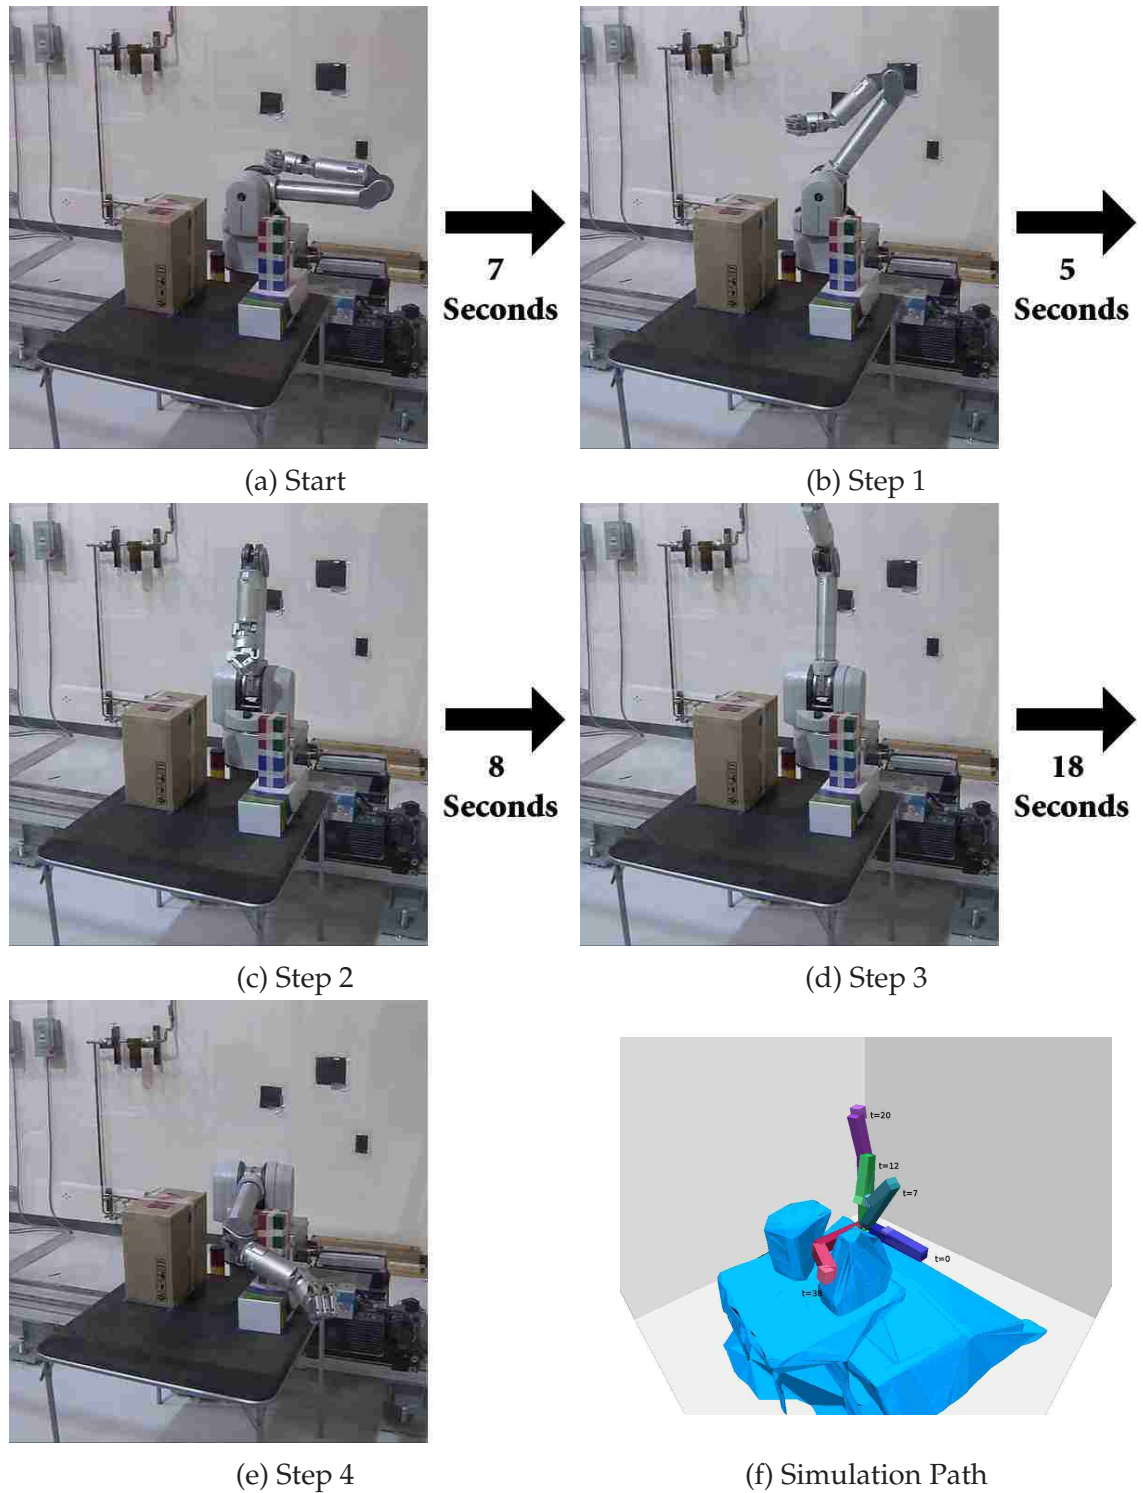 7
Seconds
5
Seconds
(a) Start
(b) Step 1
8
Seconds
18
Seconds
(c) Step 2
(d) Step 3
t=20
t=12
t=7
t=0
t=38
(e) Step 4
(f) Simulation Path